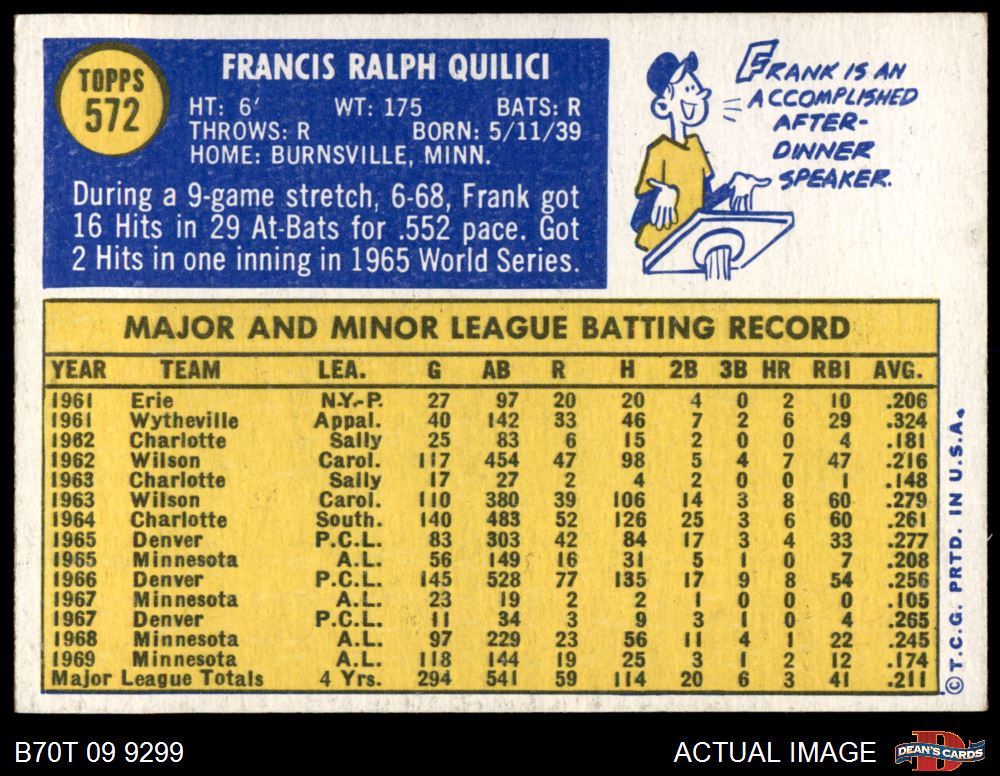 TOPPS
572
FRANCIS RALPH QUILICI
HT: 6' WT: 175 BATS: R
THROWS: R BORN: 5/11/39
HOME: BURNSVILLE, MINN.
During a 9-game stretch, 6-68, Frank got
16 Hits in 29 At-Bats for .552 pace. Got
2 Hits in one inning in 1965 World Series.
FRANK IS AN
ACCOMPLISHED
AFTER-
DINNER
SPEAKER.
MAJOR AND MINOR LEAGUE BATTING RECORD
YEAR TEAM LEA. G AB R H 2B 3B HR RBI AVG.
1961 Erie N.Y.-P. 27 97 20 20 4 0 2 10 .206
1961 Wytheville Appal. 40 142 33 46 7 2 6 29 .324
1962 Charlotte Sally 25 83 6 15 2 0 0 4 .181
1962 Wilson Carol. 117 454 47 98 5 4 7 47 .216
1963 Charlotte Sally 17 27 2 4 2 0 0 1 .148
1963 Wilson Carol. 110 380 39 106 14 3 8 60 .279
1964 Charlotte South. 140 483 52 126 25 3 6 60 .261
1965 Denver P.C.L. 83 303 42 84 17 3 4 33 .277
1965 Minnesota A.L. 56 149 16 31 5 1 0 7 .208
1966 Denver P.C.L. 145 528 77 135 17 9 8 54 .256
1967 Minnesota A.L. 23 19 2 2 1 0 0 0 .105
1967 Denver P.C.L. 11 34 3 9 3 1 0 4 .265
1968 Minnesota A.L. 97 229 23 56 11 4 1 22 .245
1969 Minnesota A.L. 118 144 19 25 3 1 2 12 .174
Major League Totals 4 Yrs. 294 541 59 114 20 6 3 41 .211
©T.C.G. PRTD. IN U.S.A.
B70T 09 9299
ACTUAL IMAGE
DEAN'S CARDS